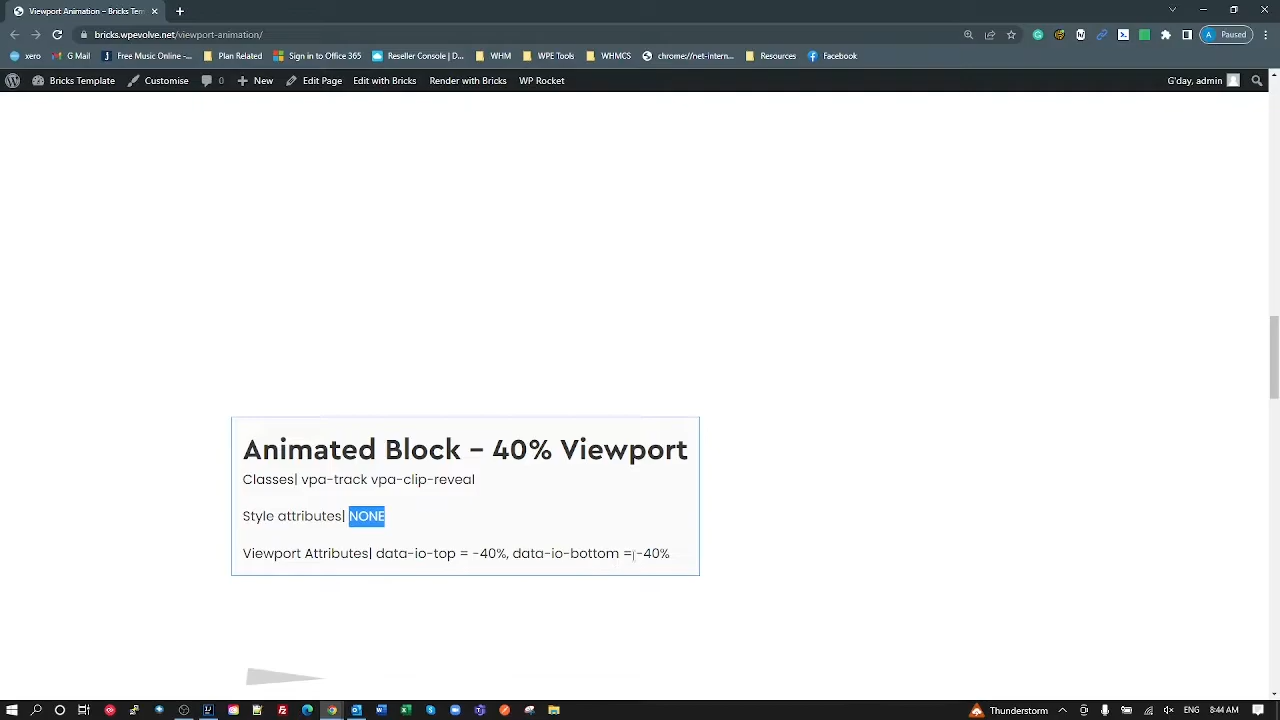 Viewport Animation – Bricks Tem
bricks.wpevolve.net/viewport-animation/
A Paused
xero G Mail Free Music Online -... Plan Related Sign in to Office 365 Reseller Console | D... WHM WPE Tools WHMCS chrome://net-intern... Resources Facebook
Bricks Template Customise 0 New Edit Page Edit with Bricks Render with Bricks WP Rocket G'day, admin
Animated Block – 40% Viewport
Classes| vpa-track vpa-clip-reveal
Style attributes| NONE
Viewport Attributes| data-io-top = -40%, data-io-bottom = -40%
Thunderstorm ENG 8:44 AM